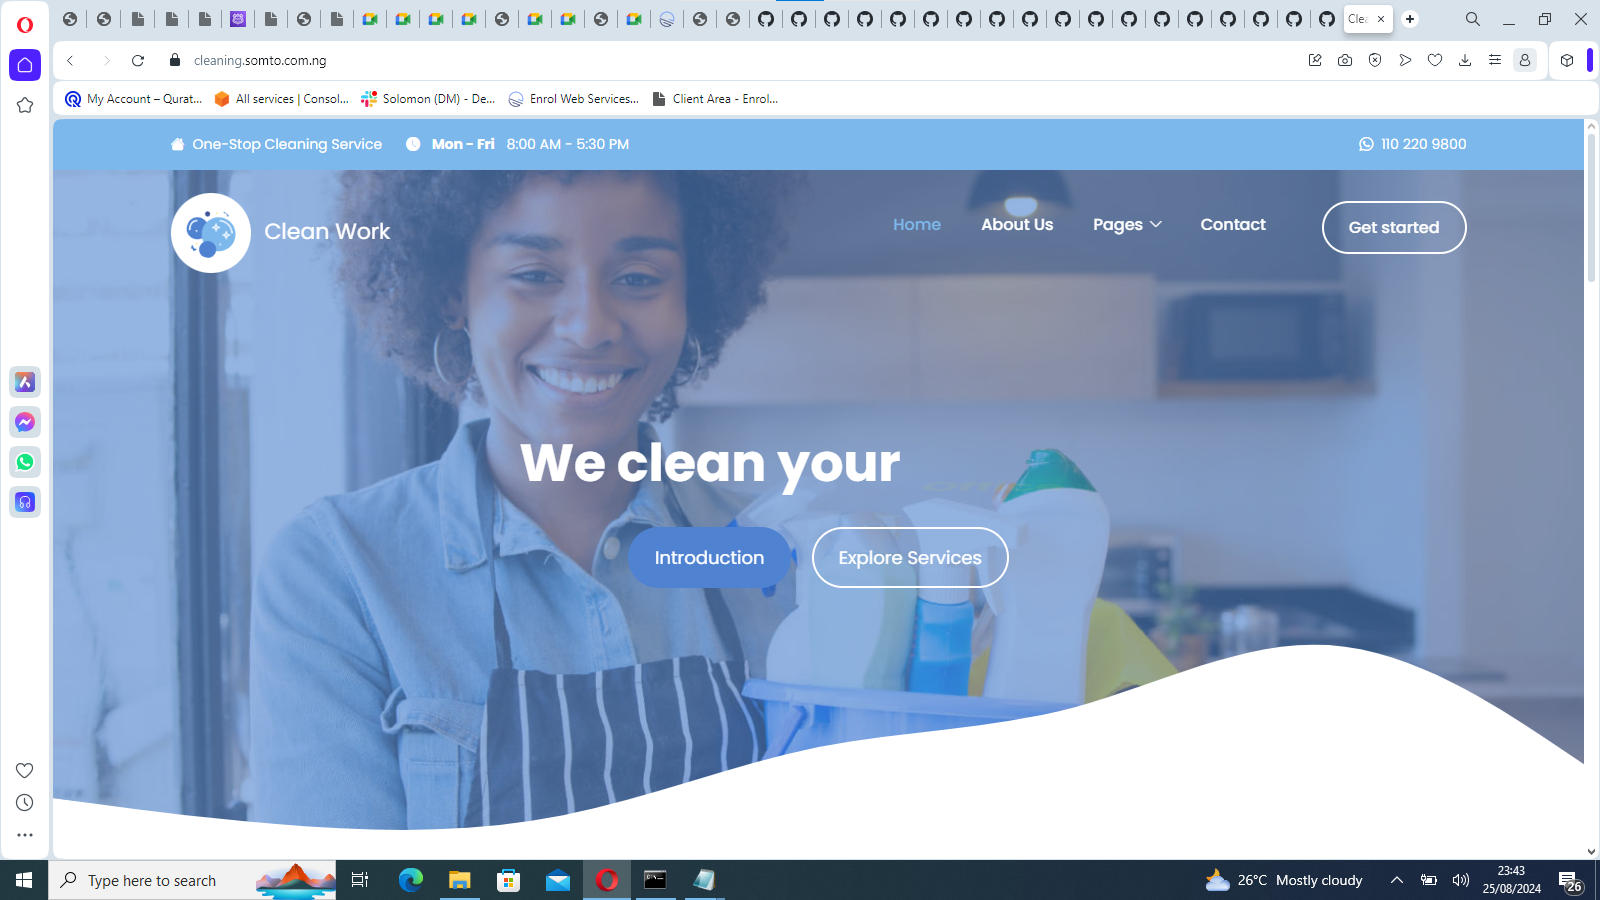 Clea
cleaning.somto.com.ng
My Account – Qurat...
All services | Consol...
Solomon (DM) - De...
Enrol Web Services...
Client Area - Enrol...
One-Stop Cleaning Service
Mon - Fri 8:00 AM - 5:30 PM
110 220 9800
Clean Work
Home
About Us
Pages
Contact
Get started
We clean your
Introduction
Explore Services
Type here to search
26°C Mostly cloudy
23:43
25/08/2024
26